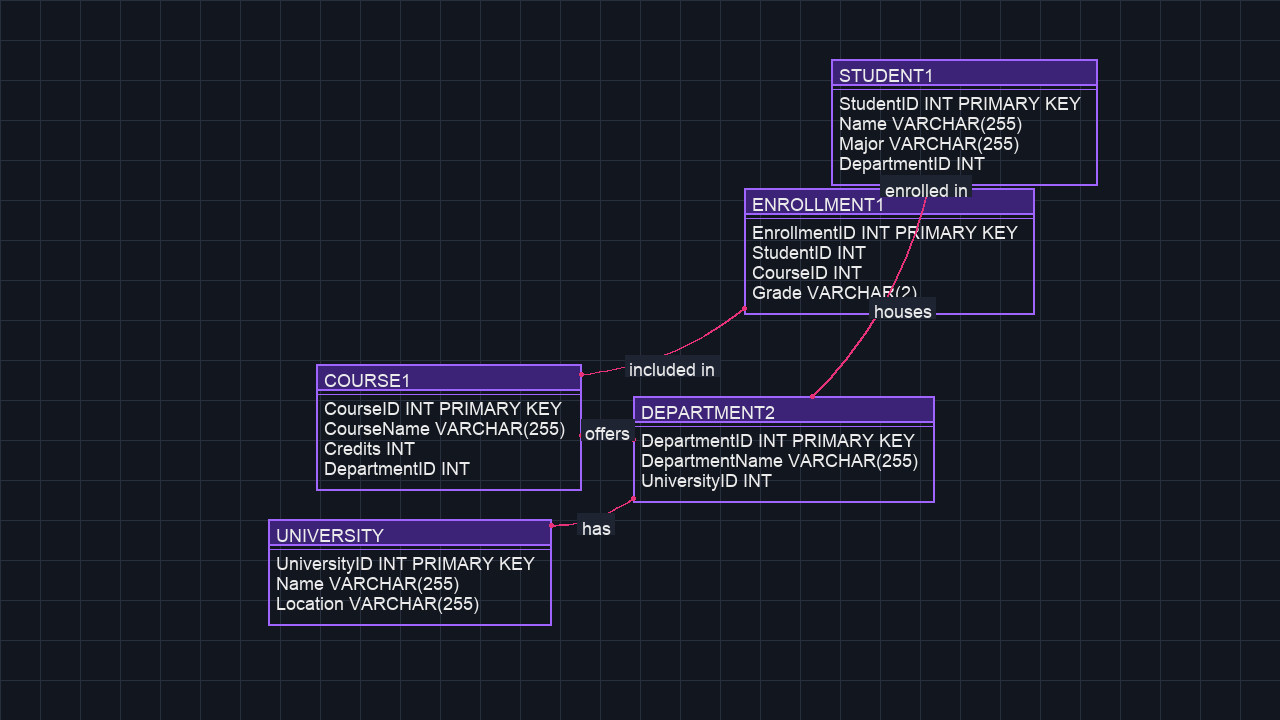 STUDENT1
StudentID INT PRIMARY KEY
Name VARCHAR(255)
Major VARCHAR(255)
DepartmentID INT
enrolled in
ENROLLMENT1
EnrollmentID INT PRIMARY KEY
StudentID INT
CourseID INT
Grade VARCHAR(2)
houses
included in
COURSE1
CourseID INT PRIMARY KEY
CourseName VARCHAR(255)
Credits INT
DepartmentID INT
offers
DEPARTMENT2
DepartmentID INT PRIMARY KEY
DepartmentName VARCHAR(255)
UniversityID INT
has
UNIVERSITY
UniversityID INT PRIMARY KEY
Name VARCHAR(255)
Location VARCHAR(255)